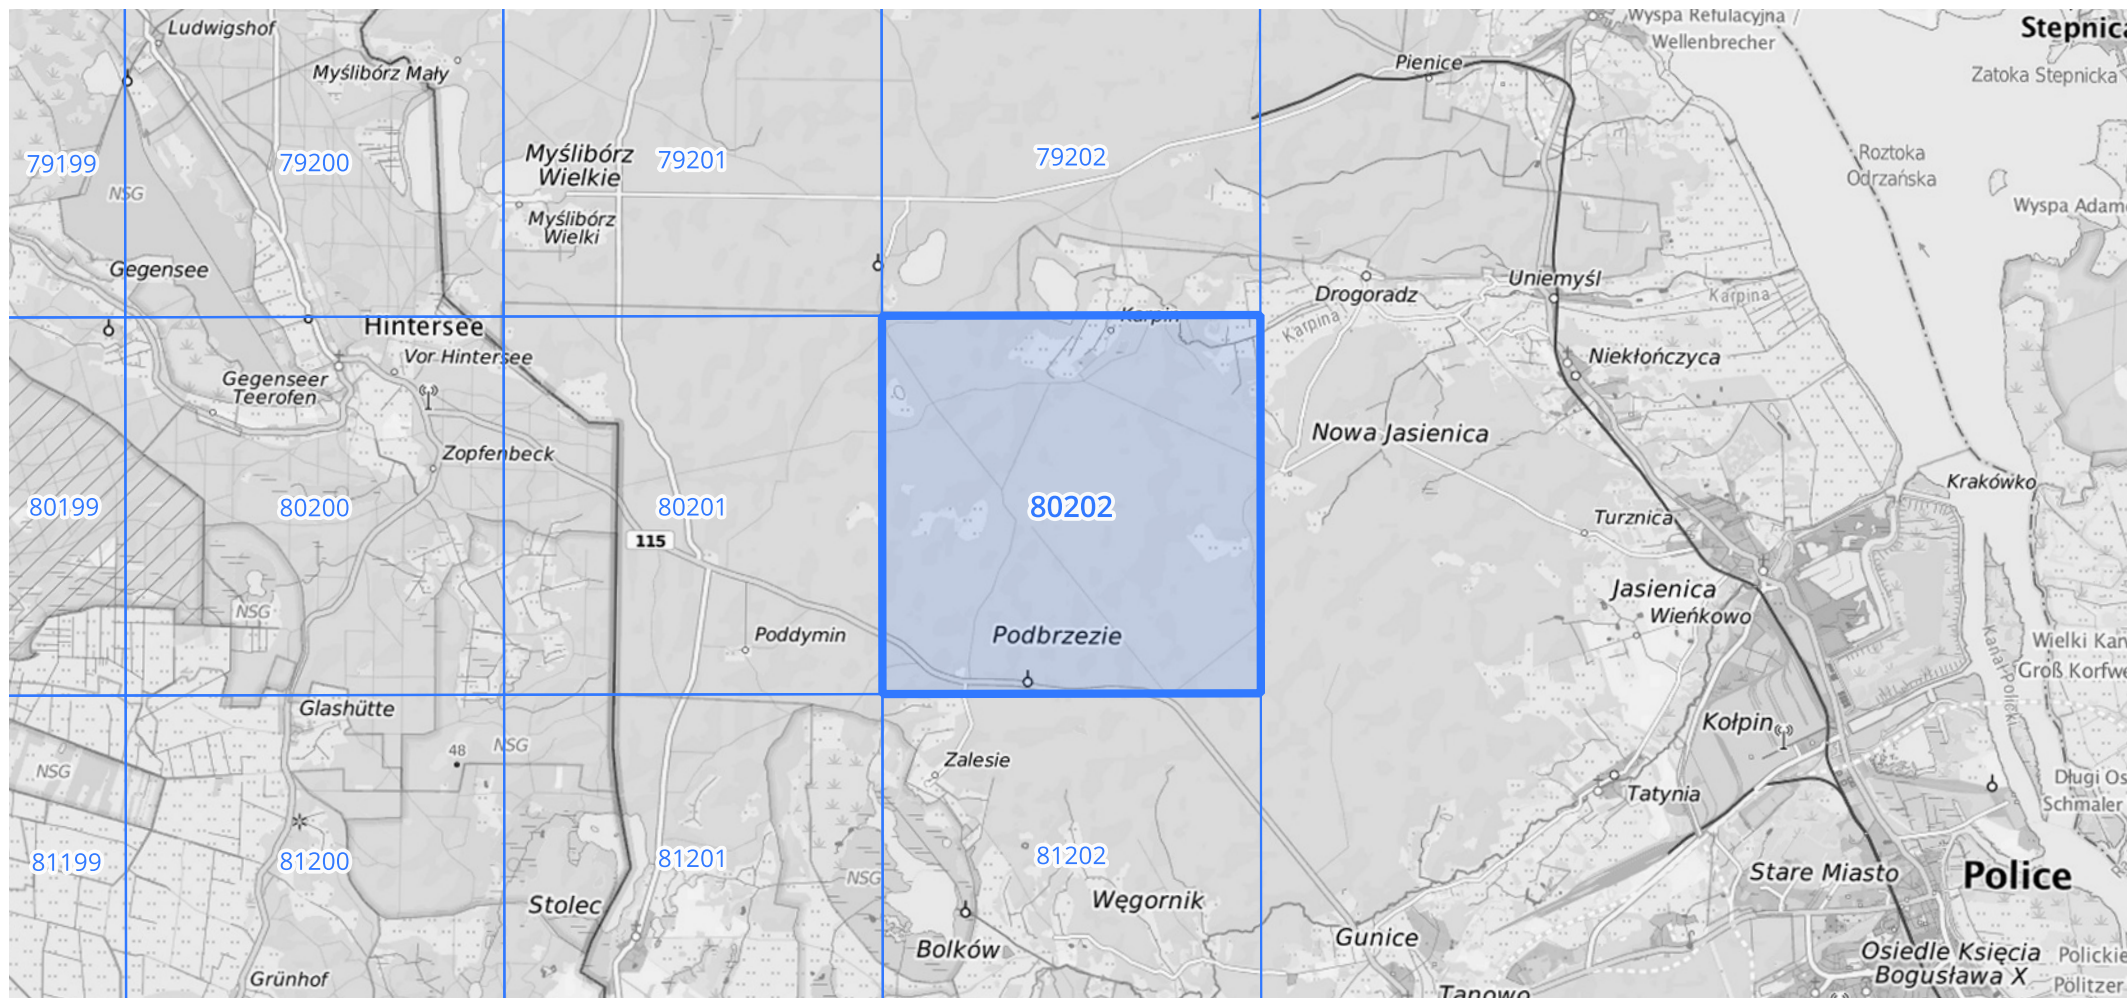 Ludwigshof
Wyspa Refulacyjna /
Wellenbrecher
Stepnica
Myślibórz Mały
Pienice
Zatoka Stepnicka
79199
79200
Myślibórz
Wielkie
79201
79202
Roztoka
Odrzańska
NSG
Wyspa Adam
Myślibórz
Wielki
Gegensee
Drogoradz
Uniemyśl
Karpina
Karpina
Karpin
Hintersee
Vor Hintersee
Niekłończyca
Gegenseer
Teerofen
Nowa Jasienica
Zopfenbeck
Krakówko
80199
80200
80201
80202
Turznica
115
Jasienica
Wieńkowo
NSG
Poddymin
Podbrzezie
Kanał Policki
Wielki Kan
Groß Korfwe
Glashütte
Kołpin
48
NSG
NSG
Zalesie
Tatynia
Długi Os
Schmaler
81199
81200
81201
81202
NSG
Stare Miasto
Police
Stolec
Węgornik
Bolków
Gunice
Osiedle Księcia
Bogusława X
Polickie
Pölitzer
Grünhof
Tanowo